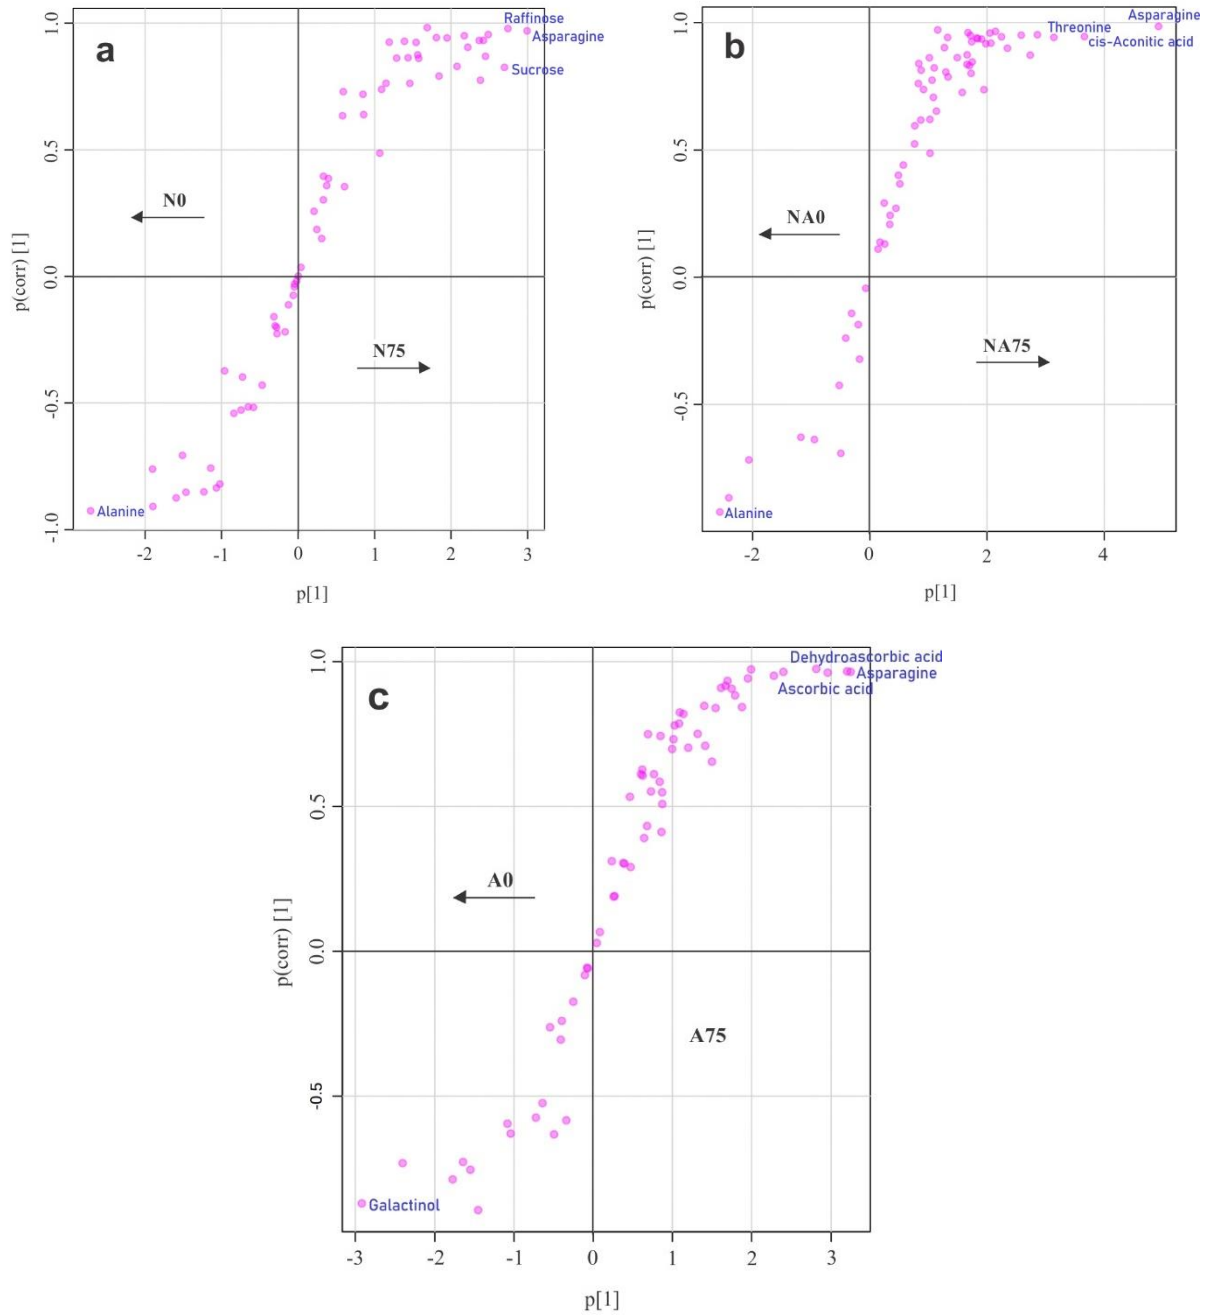 a
Raffinose
Asparagine
Sucrose
N0
N75
Alanine
p(corr) [1]
1.0
0.5
0.0
-0.5
-1.0
-2 -1 0 1 2 3
p[1]
b
Asparagine
Threonine
cis-Aconitic acid
NA0
NA75
Alanine
p(corr) [1]
1.0
0.5
0.0
-0.5
-2 0 2 4
p[1]
c
Dehydroascorbic acid
Asparagine
Ascorbic acid
A0
A75
Galactinol
p(corr) [1]
1.0
0.5
0.0
-0.5
-3 -2 -1 0 1 2 3
p[1]